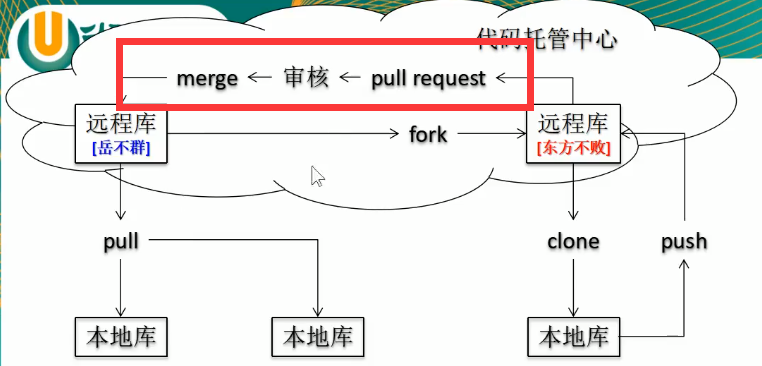 代码托管中心
merge
审核
pull request
远程库
[岳不群]
fork
远程库
[东方不败]
pull
clone
push
本地库
本地库
本地库